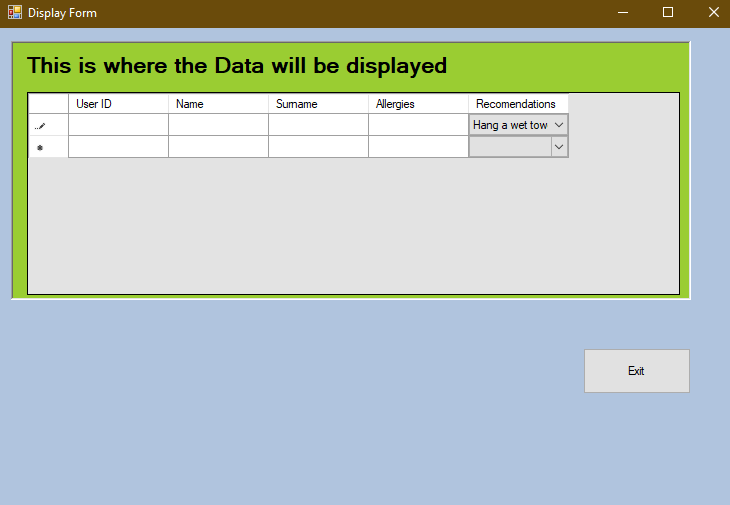 Display Form
This is where the Data will be displayed
User ID Name Surname Allergies Recomendations
Hang a wet tow
Exit